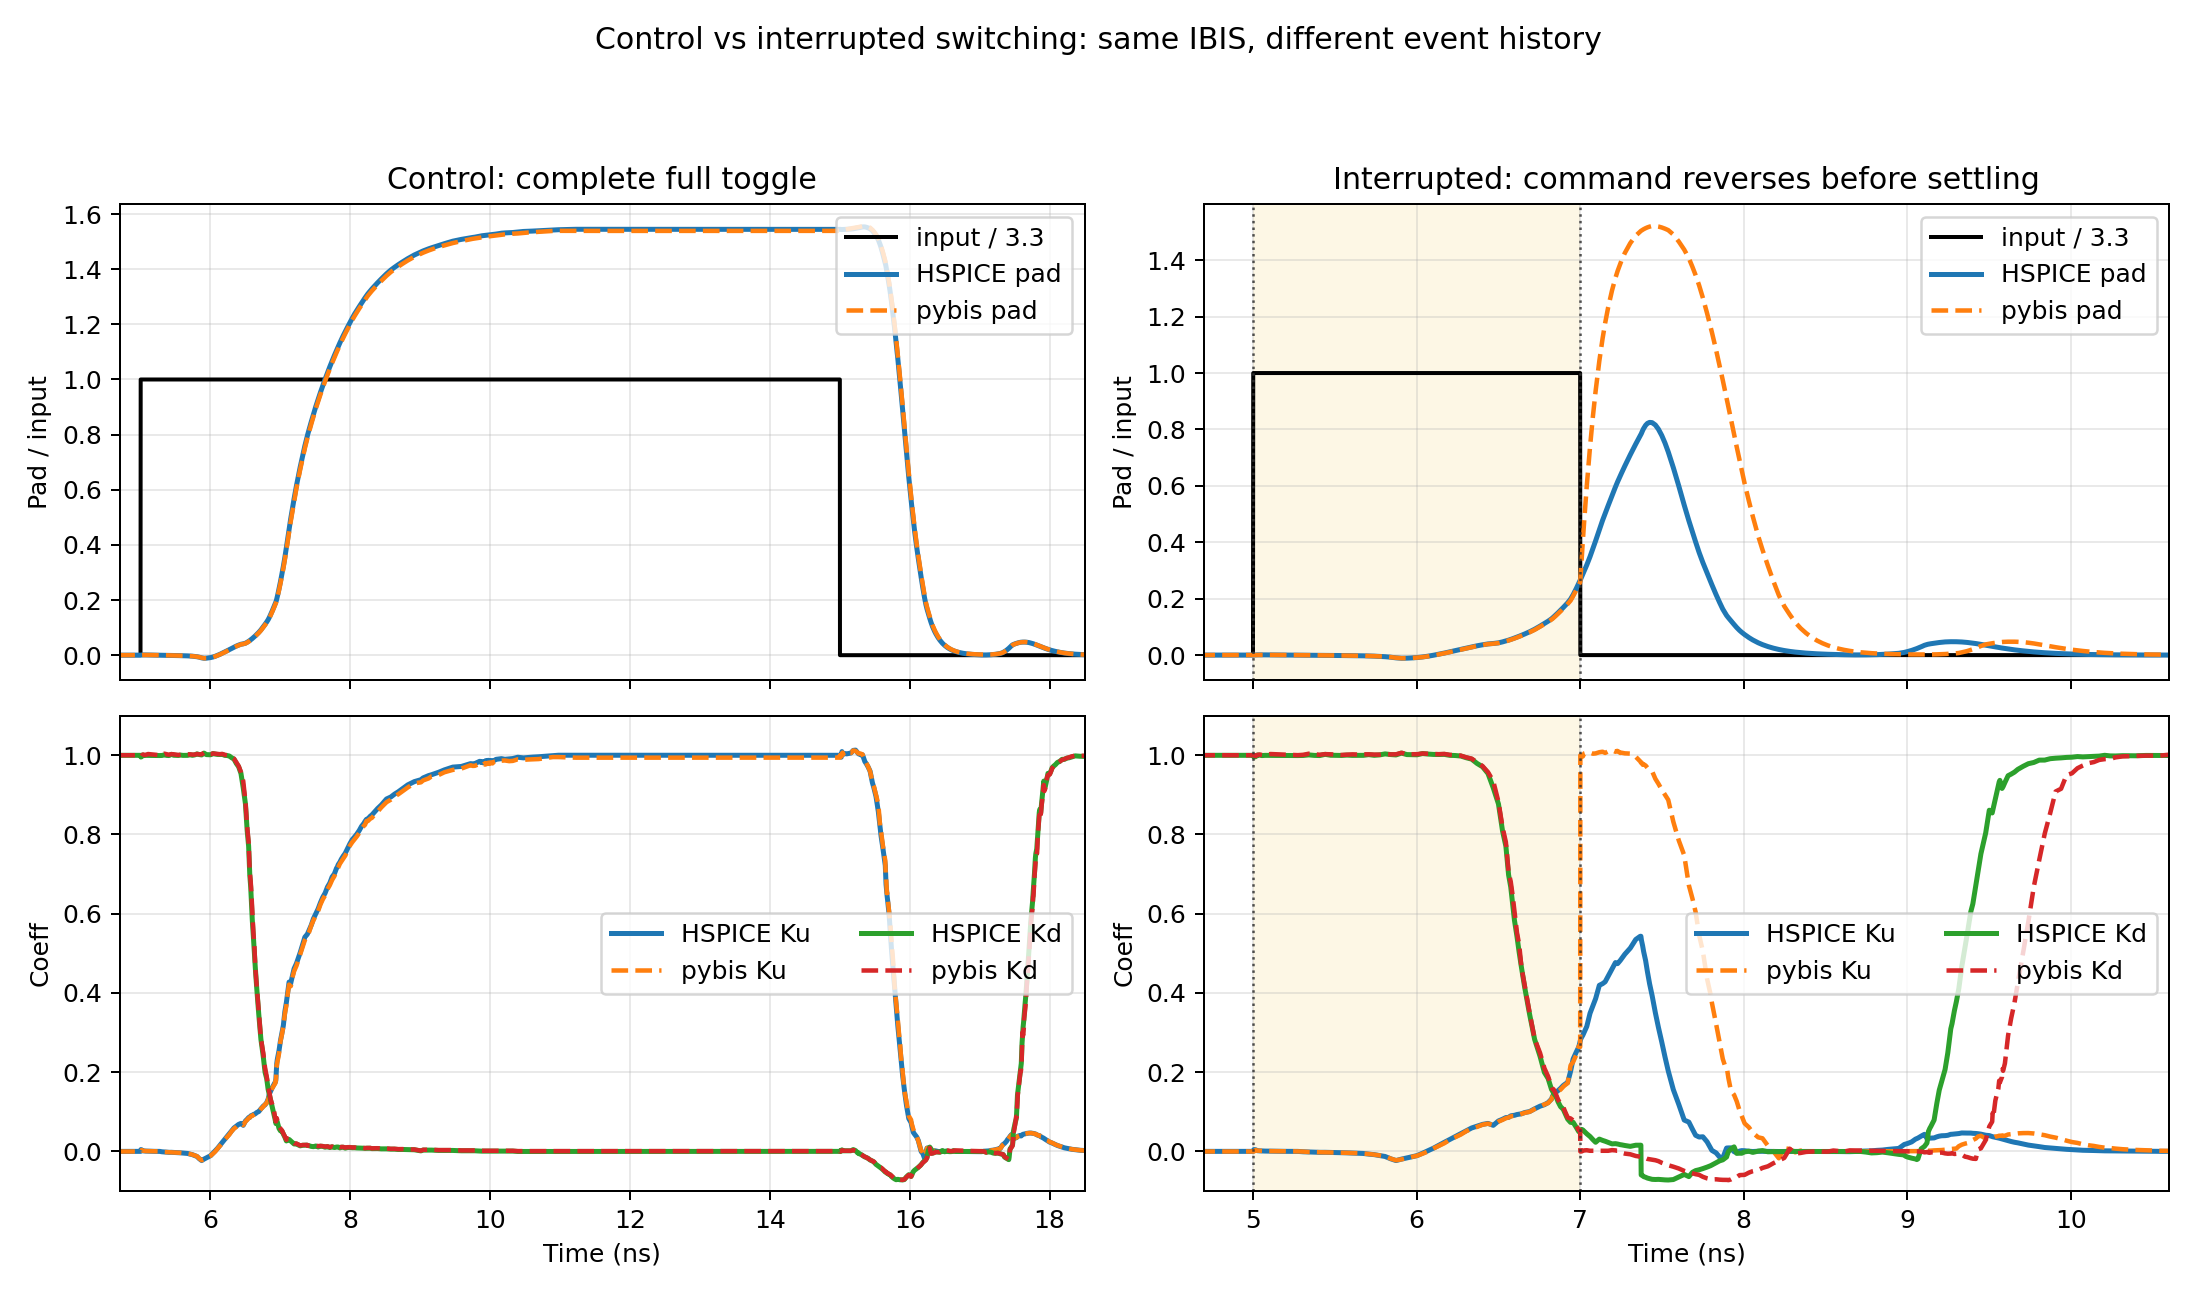 Control vs interrupted switching: same IBIS, different event history
Control: complete full toggle
Pad / input
1.6
1.4
1.2
1.0
0.8
0.6
0.4
0.2
0.0
input / 3.3
HSPICE pad
pybis pad
Interrupted: command reverses before settling
Pad / input
1.4
1.2
1.0
0.8
0.6
0.4
0.2
0.0
input / 3.3
HSPICE pad
pybis pad
Coeff
1.0
0.8
0.6
0.4
0.2
0.0
HSPICE Ku HSPICE Kd
pybis Ku pybis Kd
6 8 10 12 14 16 18
Time (ns)
Coeff
1.0
0.8
0.6
0.4
0.2
0.0
HSPICE Ku HSPICE Kd
pybis Ku pybis Kd
5 6 7 8 9 10
Time (ns)